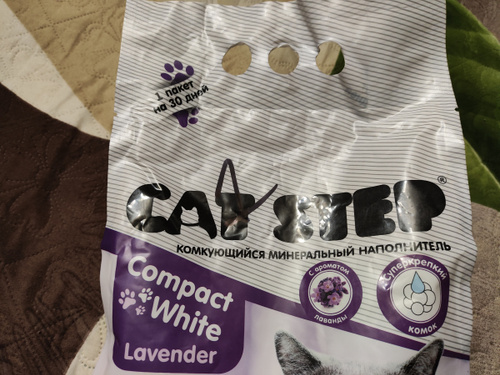 1 пакет
на 30 дней
CAT STEP®
КОМКУЮЩИЙСЯ МИНЕРАЛЬНЫЙ НАПОЛНИТЕЛЬ
Compact
White
Lavender
С ароматом
лаванды
Суперкрепкий
комок